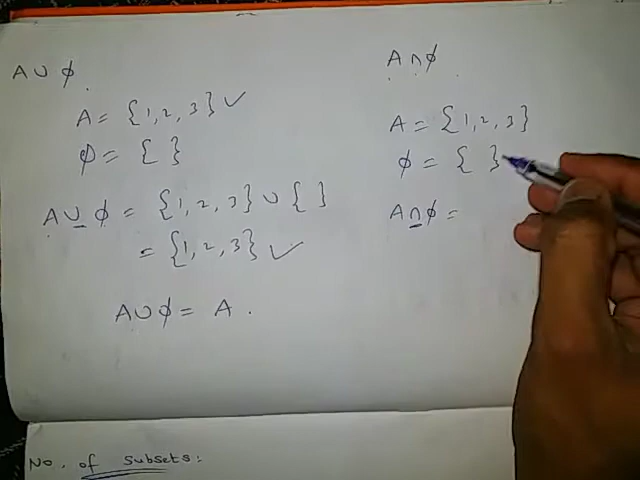 A ∪ ϕ.
A = {1, 2, 3} ✓
ϕ = { }
A ∪ ϕ = {1, 2, 3} ∪ { }
= {1, 2, 3} ✓
A ∪ ϕ = A .
A ∩ ϕ .
A = {1, 2, 3}
ϕ = { }
A ∩ ϕ =
No. of subsets: